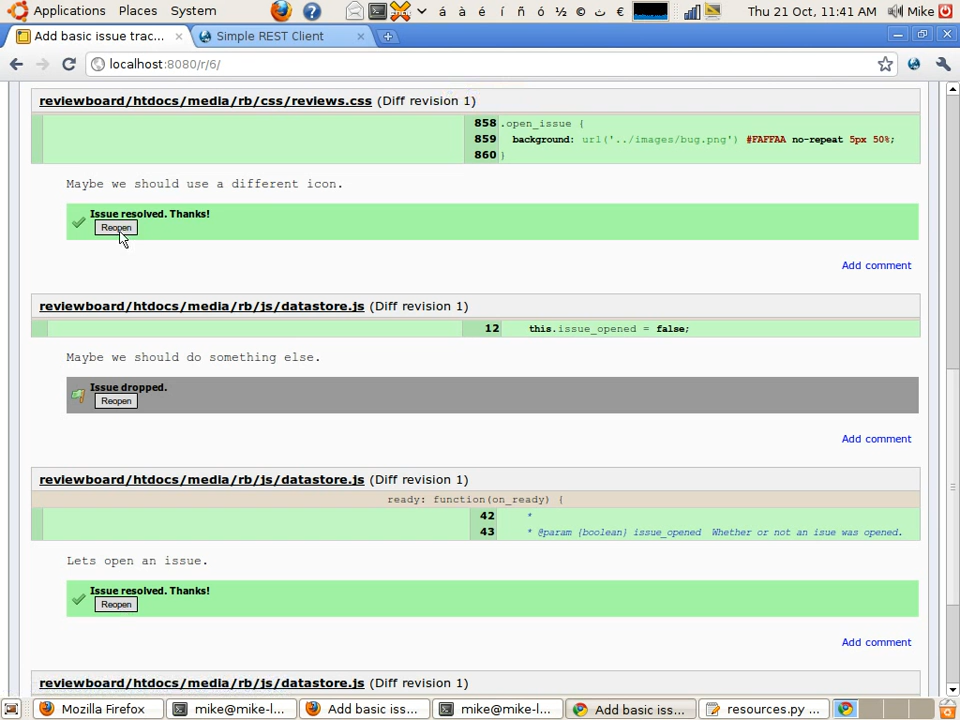 Applications Places System á ä é í ñ ó ½ © ت € Thu 21 Oct, 11:41 AM Mike
Add basic issue trac... Simple REST Client
localhost:8080/r/6/
reviewboard/htdocs/media/rb/css/reviews.css (Diff revision 1)
858 .open_issue {
859 background: url('../images/bug.png') #FAFFAA no-repeat 5px 50%;
860 }
Maybe we should use a different icon.
Issue resolved. Thanks!
Reopen
Add comment
reviewboard/htdocs/media/rb/js/datastore.js (Diff revision 1)
12 this.issue_opened = false;
Maybe we should do something else.
Issue dropped.
Reopen
Add comment
reviewboard/htdocs/media/rb/js/datastore.js (Diff revision 1)
ready: function(on_ready) {
42 *
43 * @param {boolean} issue_opened Whether or not an isue was opened.
Lets open an issue.
Issue resolved. Thanks!
Reopen
Add comment
reviewboard/htdocs/media/rb/js/datastore.js (Diff revision 1)
Mozilla Firefox mike@mike-l... Add basic iss... mike@mike-l... Add basic iss... resources.py ...